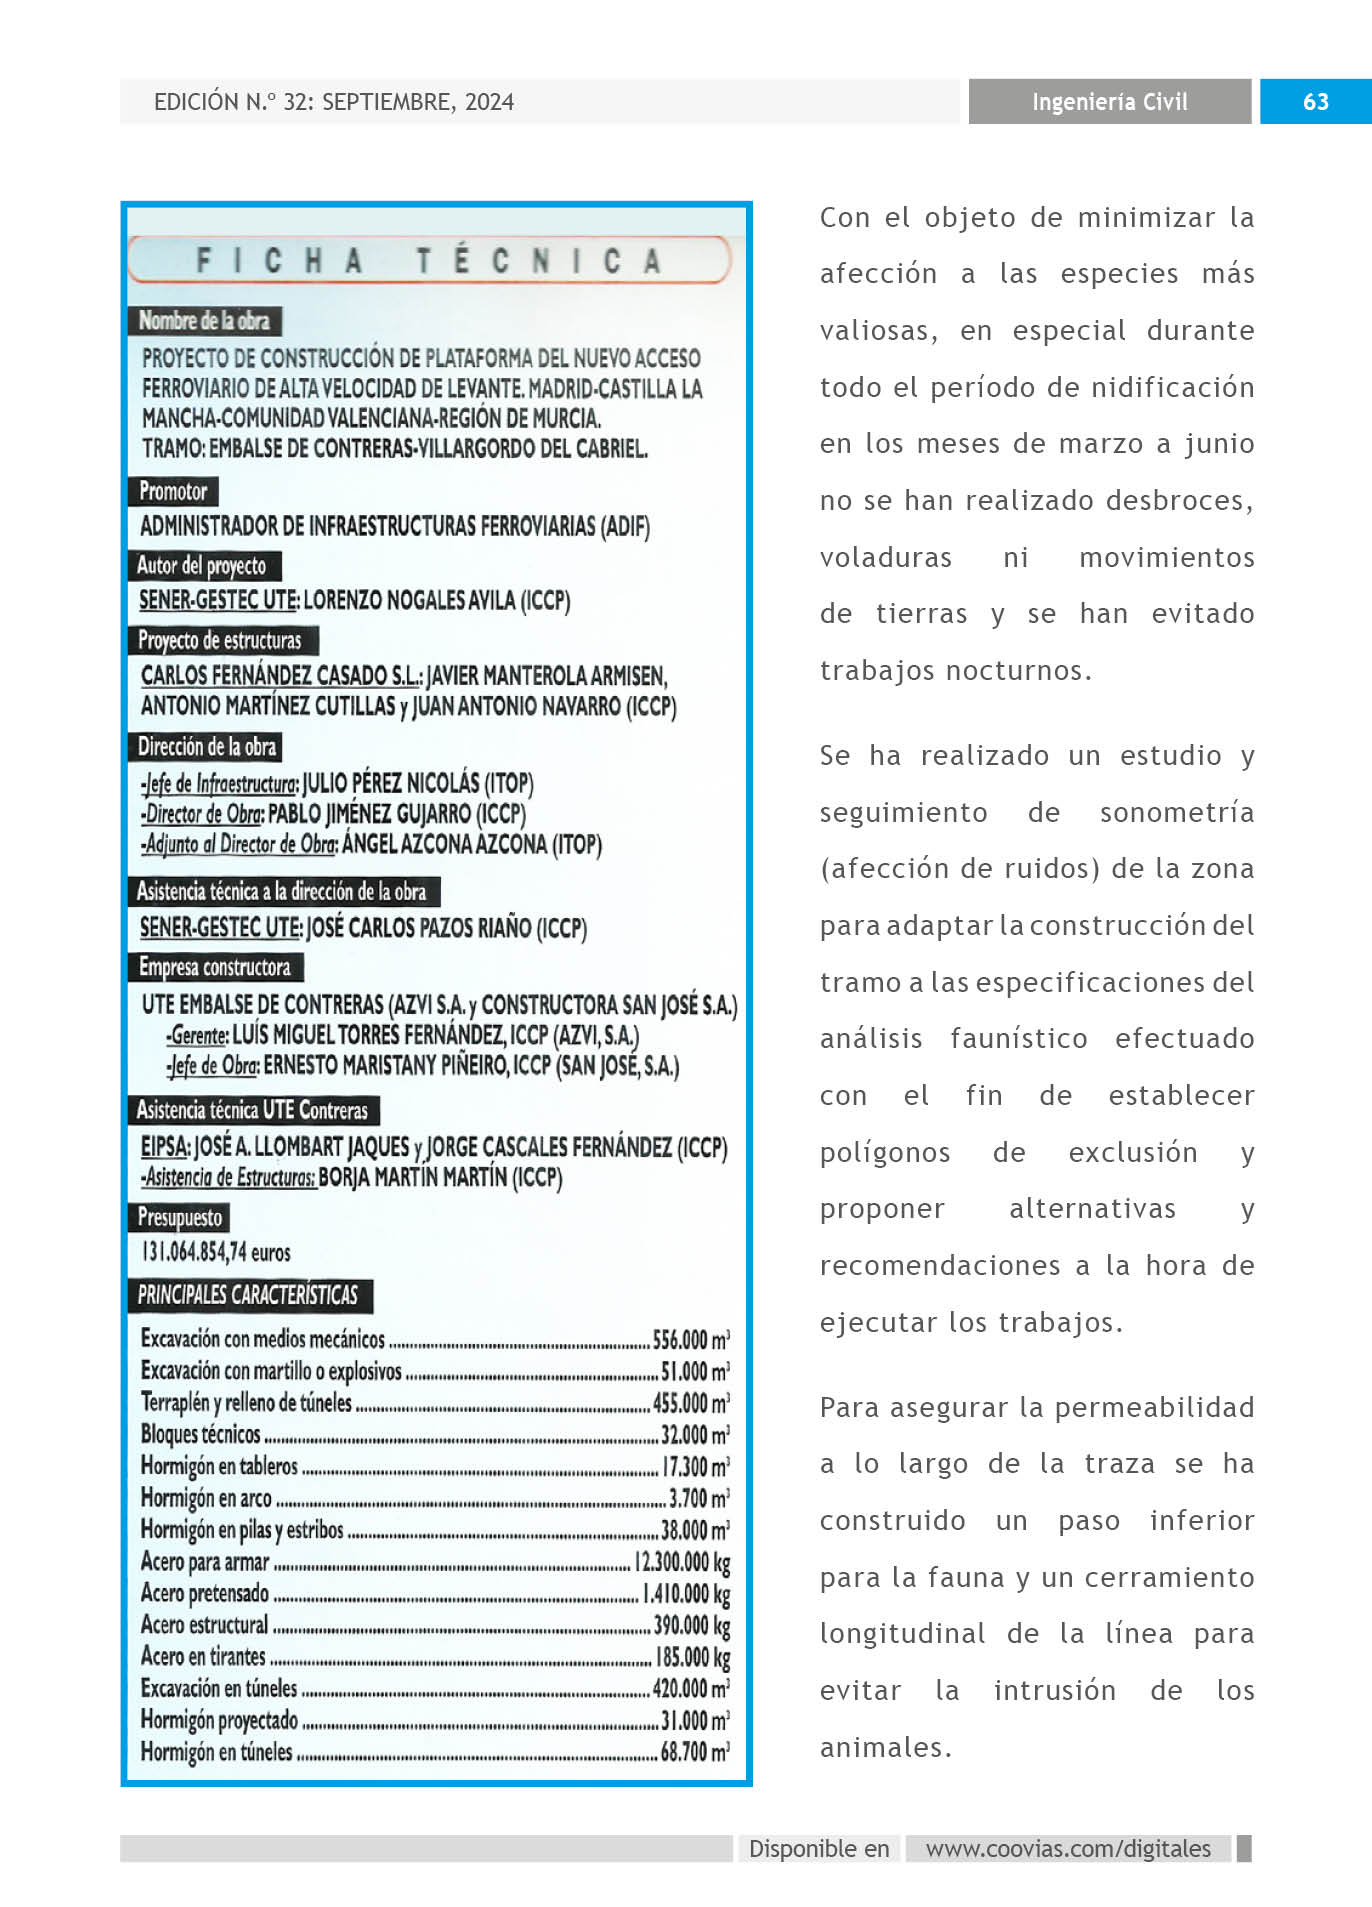 EDICIÓN N.º 32: SEPTIEMBRE, 2024
Ingeniería Civil
63
FICHA TÉCNICA
Nombre de la obra
PROYECTO DE CONSTRUCCIÓN DE PLATAFORMA DEL NUEVO ACCESO
FERROVIARIO DE ALTA VELOCIDAD DE LEVANTE. MADRID-CASTILLA LA
MANCHA-COMUNIDAD VALENCIANA-REGIÓN DE MURCIA.
TRAMO: EMBALSE DE CONTRERAS-VILLARGORDO DEL CABRIEL.
Promotor
ADMINISTRADOR DE INFRAESTRUCTURAS FERROVIARIAS (ADIF)
Autor del proyecto
SENER-GESTEC UTE: LORENZO NOGALES AVILA (ICCP)
Proyecto de estructuras
CARLOS FERNÁNDEZ CASADO S.L.: JAVIER MANTEROLA ARMISEN,
ANTONIO MARTÍNEZ CUTILLAS y JUAN ANTONIO NAVARRO (ICCP)
Dirección de la obra
-Jefe de Infraestructura: JULIO PÉREZ NICOLÁS (ITOP)
-Director de Obra: PABLO JIMÉNEZ GUJARRO (ICCP)
-Adjunto al Director de Obra: ÁNGEL AZCONA AZCONA (ITOP)
Asistencia técnica a la dirección de la obra
SENER-GESTEC UTE: JOSÉ CARLOS PAZOS RIAÑO (ICCP)
Empresa constructora
UTE EMBALSE DE CONTRERAS (AZVI S.A. y CONSTRUCTORA SAN JOSÉ S.A.)
-Gerente: LUÍS MIGUEL TORRES FERNÁNDEZ, ICCP (AZVI, S.A.)
-Jefe de Obra: ERNESTO MARISTANY PIÑEIRO, ICCP (SAN JOSÉ, S.A.)
Asistencia técnica UTE Contreras
EIPSA: JOSÉ A. LLOMBART JAQUES y JORGE CASCALES FERNÁNDEZ (ICCP)
-Asistencia de Estructuras: BORJA MARTÍN MARTÍN (ICCP)
Presupuesto
131.064.854,74 euros
PRINCIPALES CARACTERÍSTICAS
Excavación con medios mecánicos ........ 556.000 m³
Excavación con martillo o explosivos ........ 51.000 m³
Terraplén y relleno de túneles ........ 455.000 m³
Bloques técnicos ........ 32.000 m³
Hormigón en tableros ........ 17.300 m³
Hormigón en arco ........ 3.700 m³
Hormigón en pilas y estribos ........ 38.000 m³
Acero para armar ........ 12.300.000 kg
Acero pretensado ........ 1.410.000 kg
Acero estructural ........ 390.000 kg
Acero en tirantes ........ 185.000 kg
Excavación en túneles ........ 420.000 m³
Hormigón proyectado ........ 31.000 m³
Hormigón en túneles ........ 68.700 m³
Con el objeto de minimizar la
afección a las especies más
valiosas, en especial durante
todo el período de nidificación
en los meses de marzo a junio
no se han realizado desbroces,
voladuras ni movimientos
de tierras y se han evitado
trabajos nocturnos.
Se ha realizado un estudio y
seguimiento de sonometría
(afección de ruidos) de la zona
para adaptar la construcción del
tramo a las especificaciones del
análisis faunístico efectuado
con el fin de establecer
polígonos de exclusión y
proponer alternativas y
recomendaciones a la hora de
ejecutar los trabajos.
Para asegurar la permeabilidad
a lo largo de la traza se ha
construido un paso inferior
para la fauna y un cerramiento
longitudinal de la línea para
evitar la intrusión de los
animales.
Disponible en
www.coovias.com/digitales